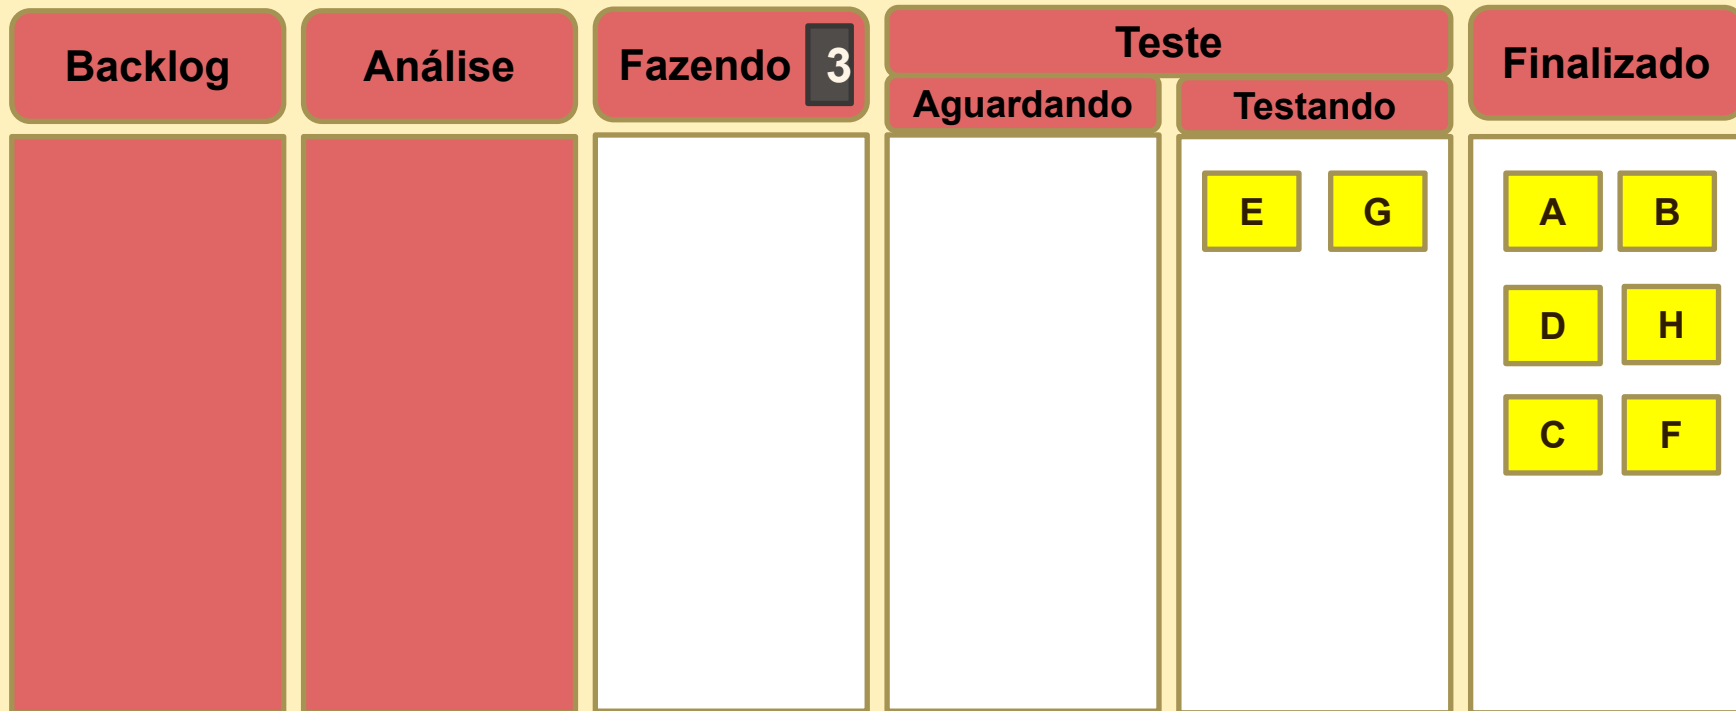 Backlog
Análise
Fazendo 3
Teste
Aguardando
Testando
Finalizado
E G
A B
D H
C F